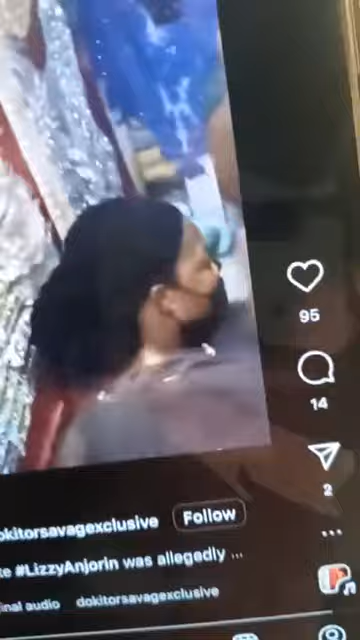 95
14
2
okitorsavagexclusive Follow
te #LizzyAnjorin was allegedly ...
inal audio dokitorsavagexclusive